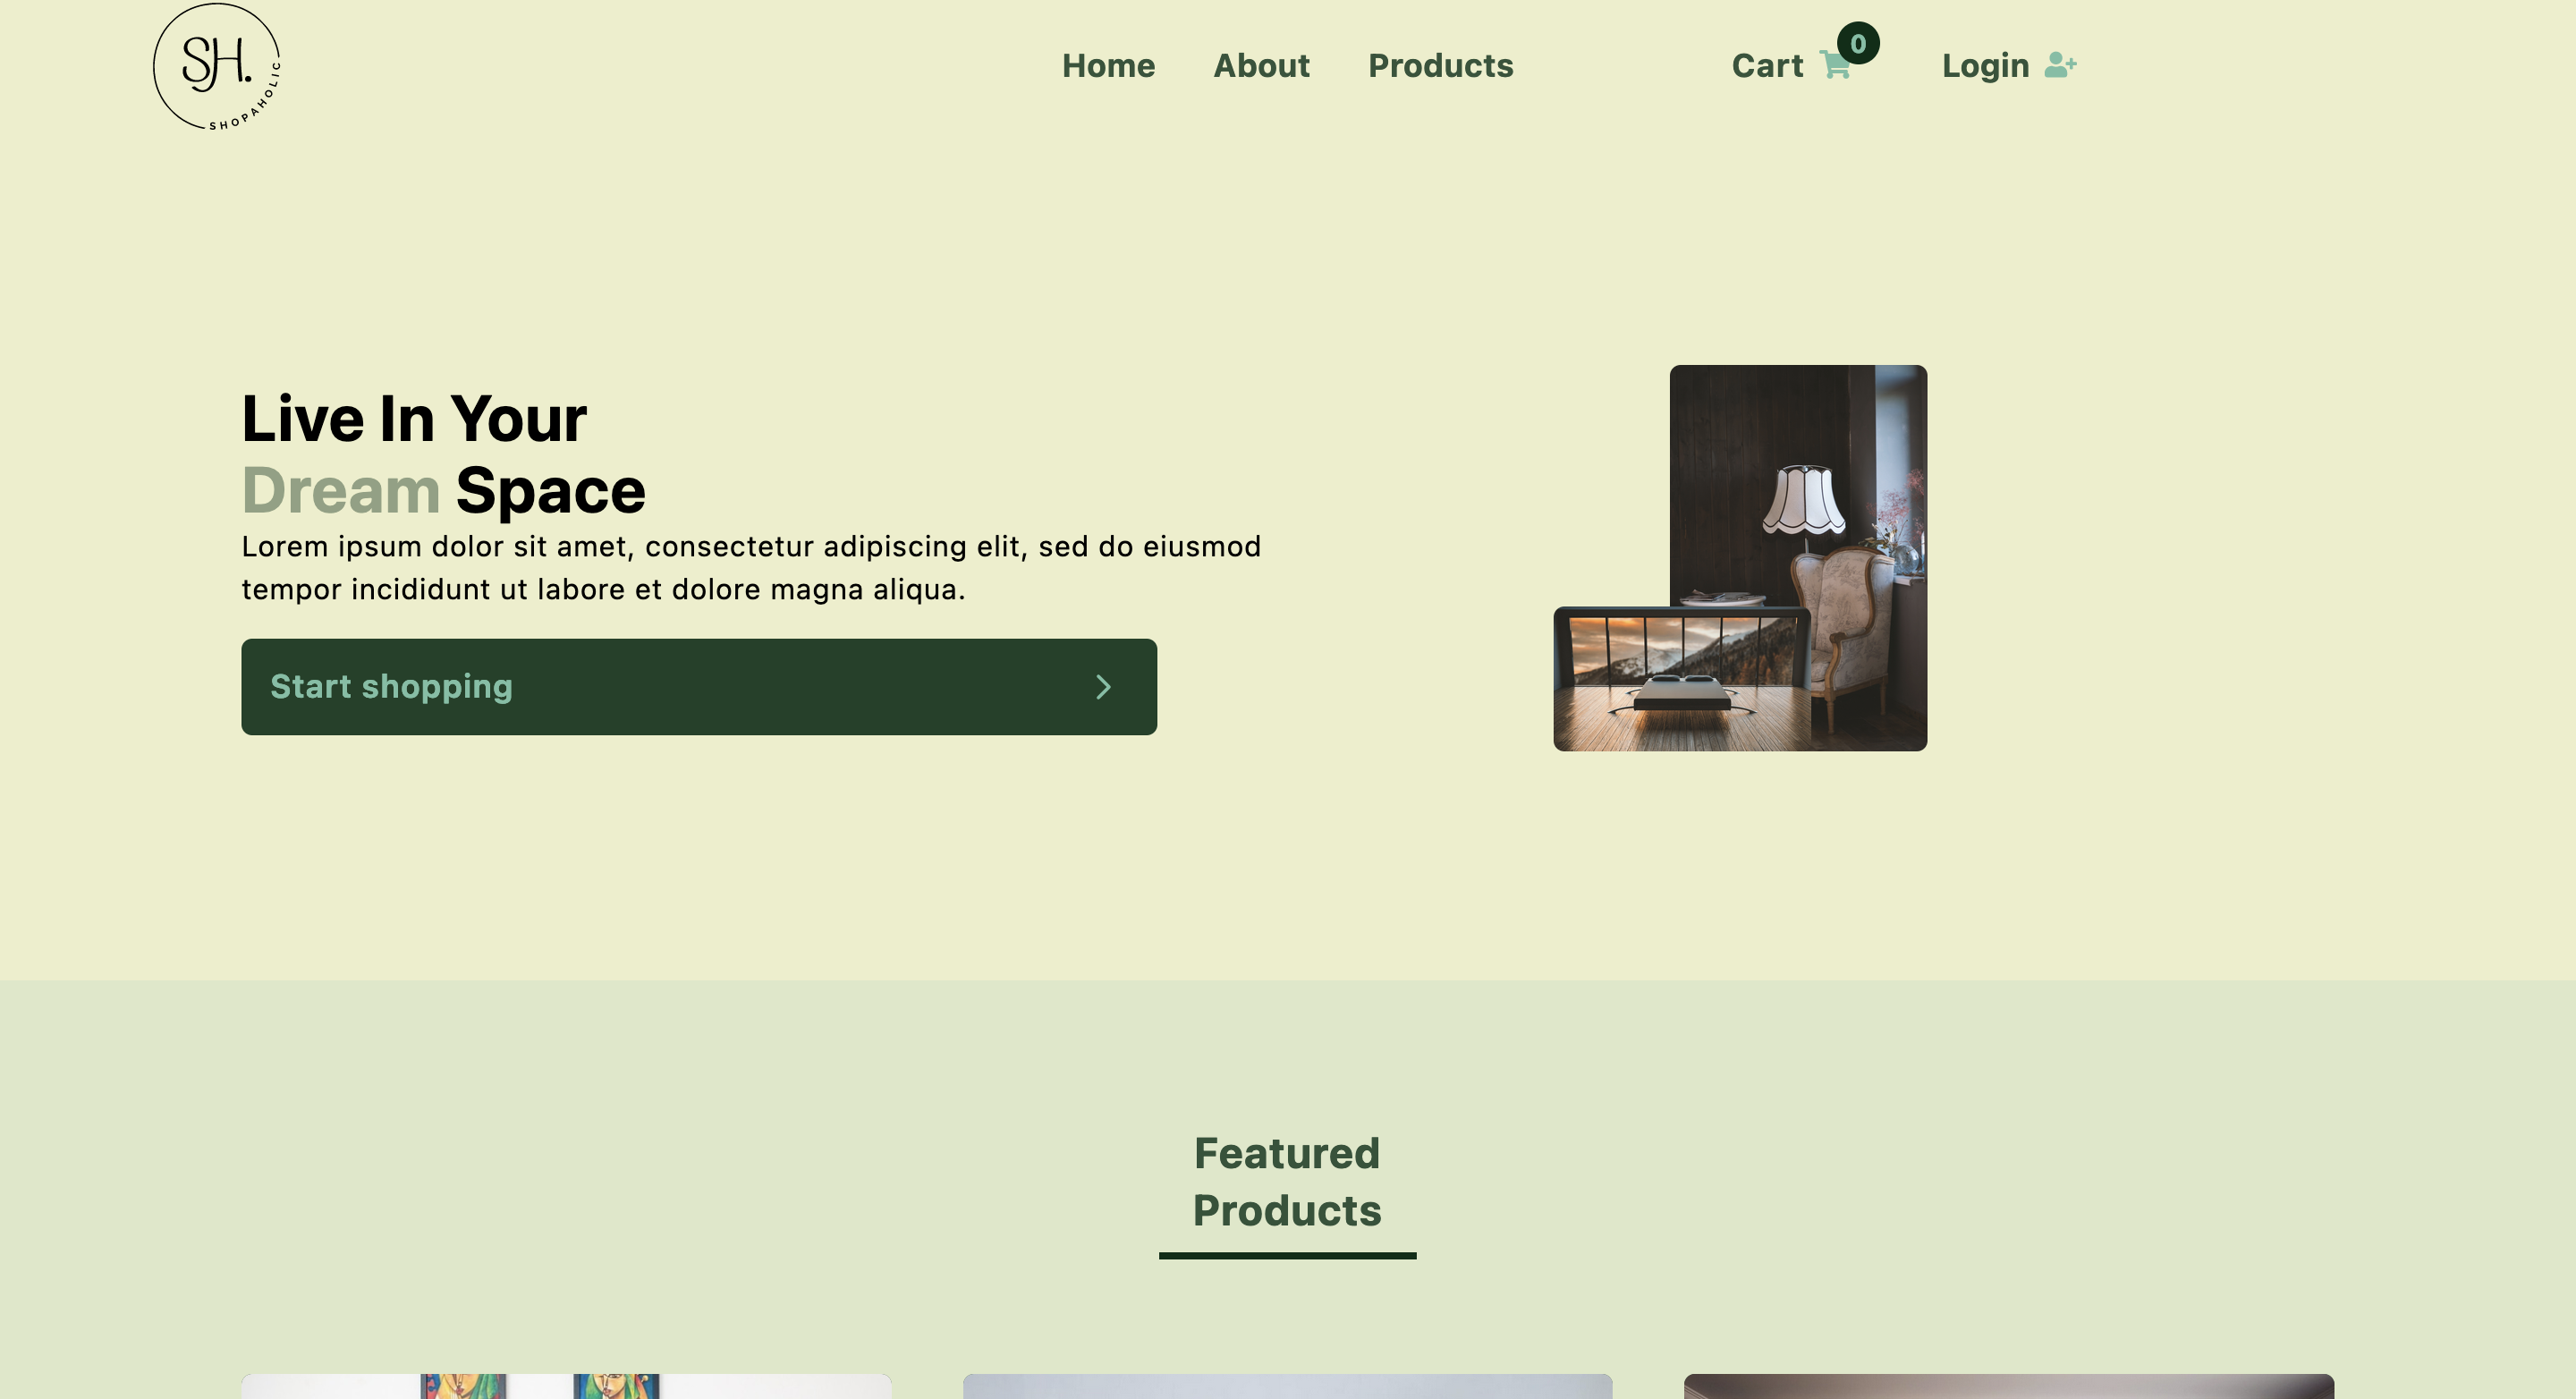 SH.
SHOPAHOLIC
Home About Products Cart 0 Login
Live In Your
Dream Space
Lorem ipsum dolor sit amet, consectetur adipiscing elit, sed do eiusmod
tempor incididunt ut labore et dolore magna aliqua.
Start shopping
Featured
Products